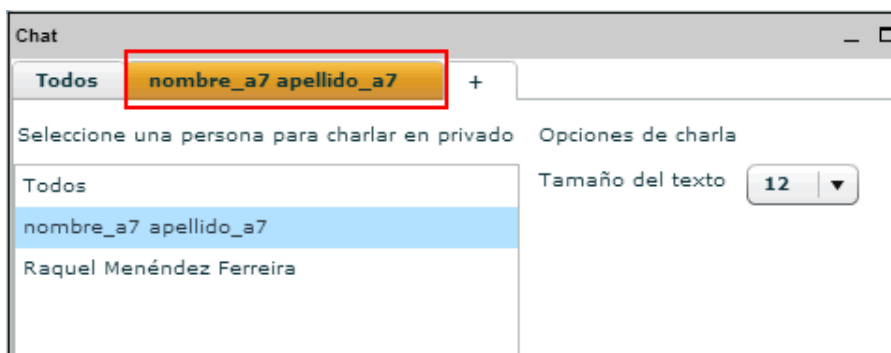 Chat
Todos nombre_a7 apellido_a7 +
Seleccione una persona para charlar en privado Opciones de charla
Todos
Tamaño del texto 12
nombre_a7 apellido_a7
Raquel Menéndez Ferreira